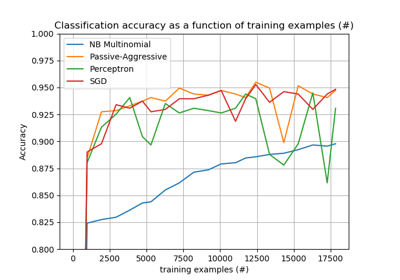 Classification accuracy as a function of training examples (#)
1.000
0.975
0.950
0.925
0.900
0.875
0.850
0.825
0.800
Accuracy
NB Multinomial
Passive-Aggressive
Perceptron
SGD
0 2500 5000 7500 10000 12500 15000 17500
training examples (#)